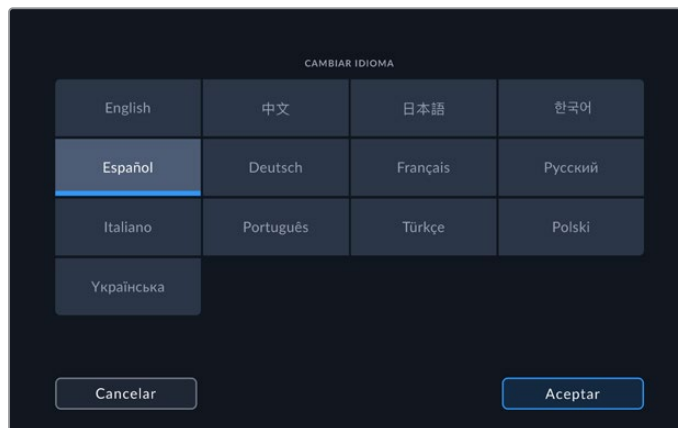 CAMBIAR IDIOMA
English 中文 日本語 한국어
Español Deutsch Français Русский
Italiano Português Türkçe Polski
Українська
Cancelar Aceptar